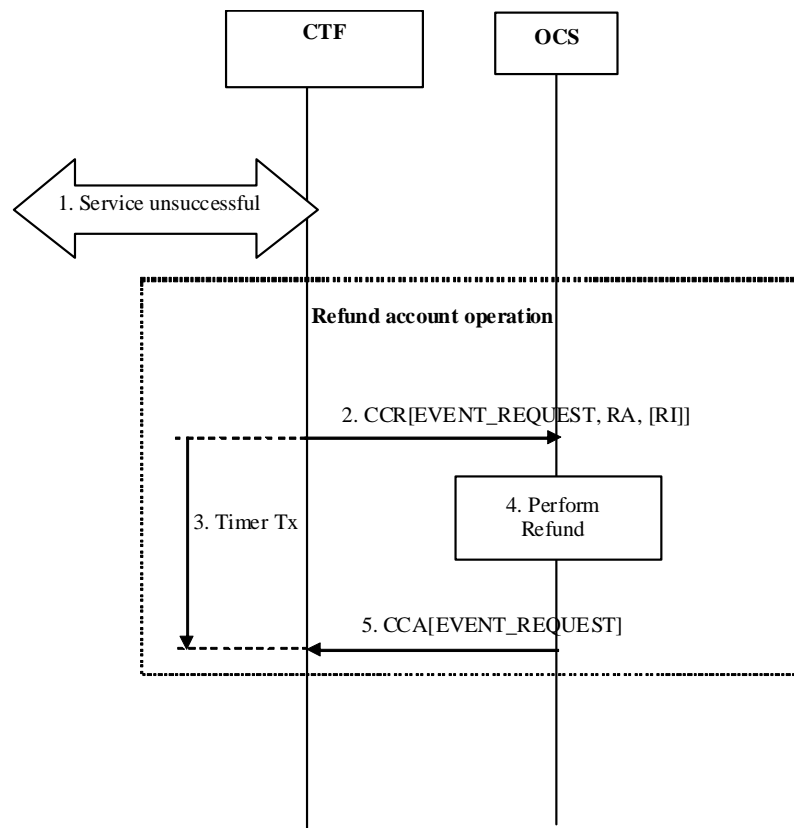 CTF
OCS
1. Service unsuccessful
Refund account operation
2. CCR[EVENT_REQUEST, RA, [RI]]
3. Timer Tx
4. Perform
Refund
5. CCA[EVENT_REQUEST]